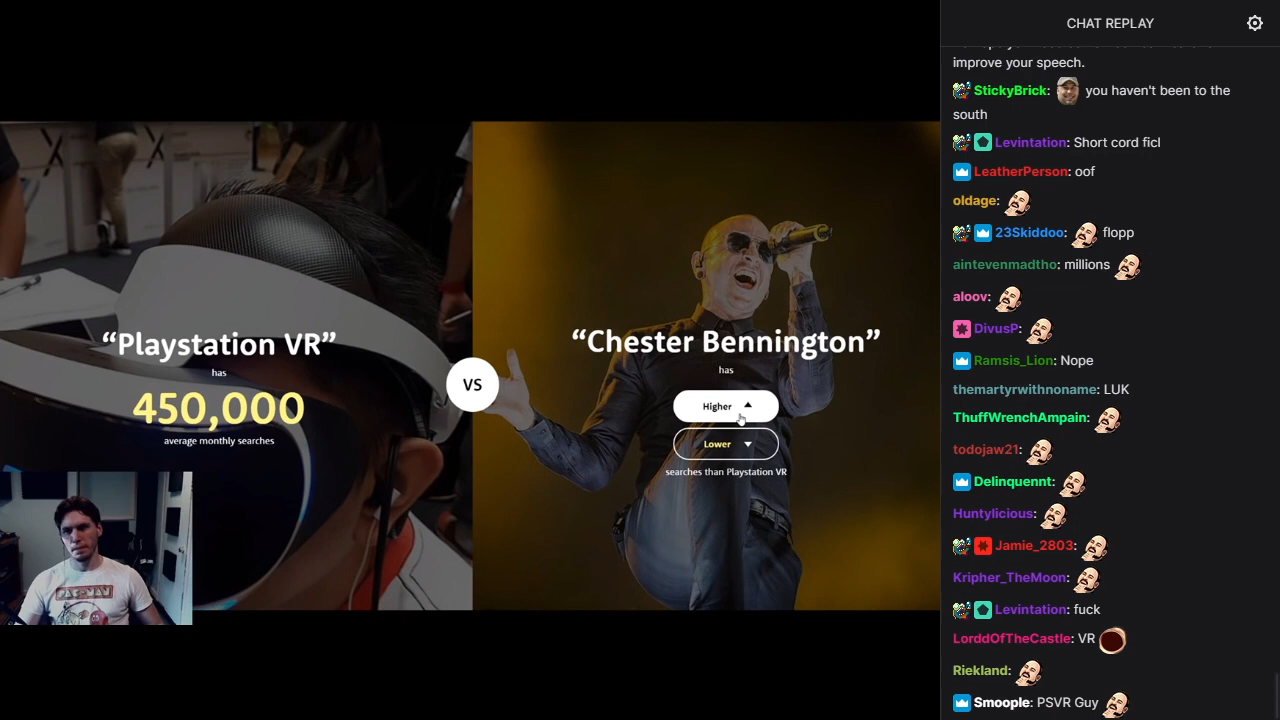 “Playstation VR”
has
450,000
average monthly searches
VS
“Chester Bennington”
has
Higher
Lower
searches than Playstation VR
PAC-MAN
CHAT REPLAY
improve your speech.
StickyBrick: you haven't been to the
south
Levintation: Short cord ficl
LeatherPerson: oof
oldage:
23Skiddoo: flopp
aintevenmadtho: millions
aloov:
DivusP:
Ramsis_Lion: Nope
themartyrwithnoname: LUK
ThuffWrenchAmpain:
todojaw21:
Delinquennt:
Huntylicious:
Jamie_2803:
Kripher_TheMoon:
Levintation: fuck
LorddOfTheCastle: VR
Riekland:
Smoople: PSVR Guy